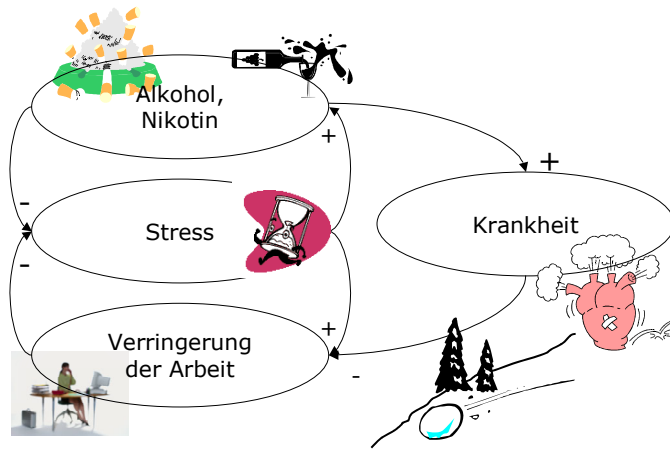 Alkohol,
Nikotin
+
+
-
Stress
Krankheit
-
+
Verringerung
der Arbeit
-